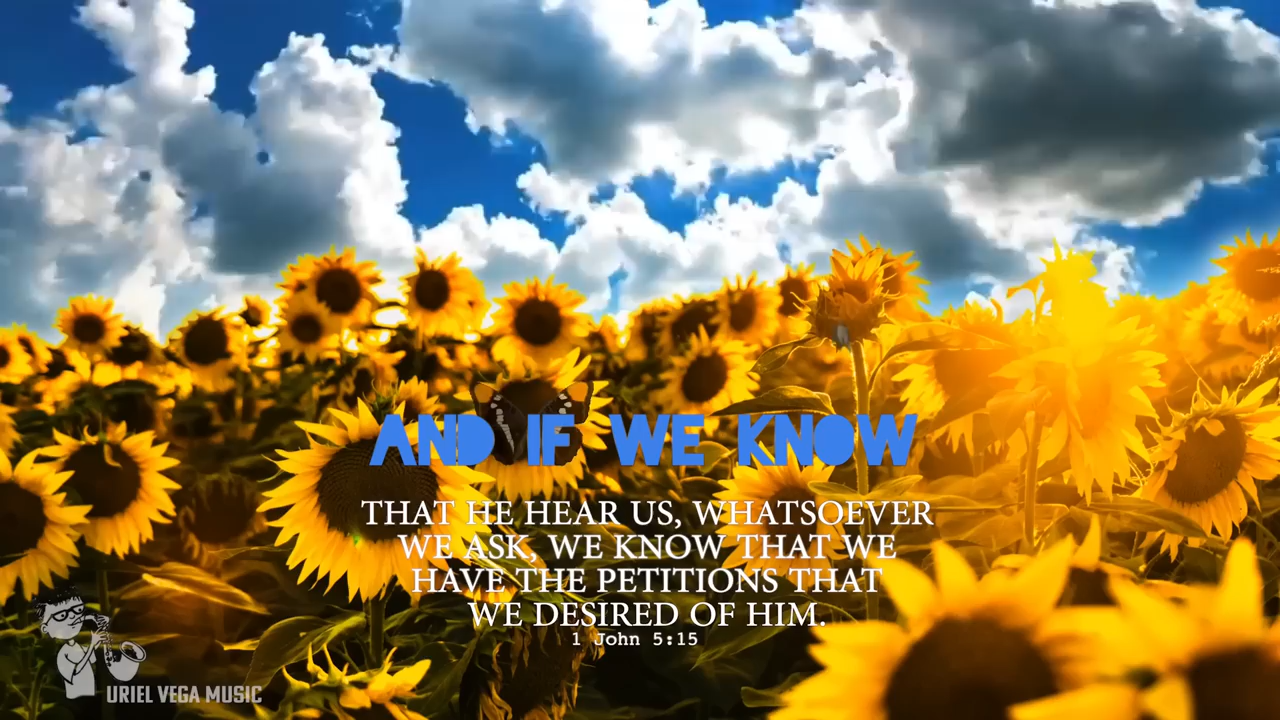 AND IF WE KNOW
THAT HE HEAR US, WHATSOEVER
WE ASK, WE KNOW THAT WE
HAVE THE PETITIONS THAT
WE DESIRED OF HIM.
1 John 5:15
URIEL VEGA MUSIC